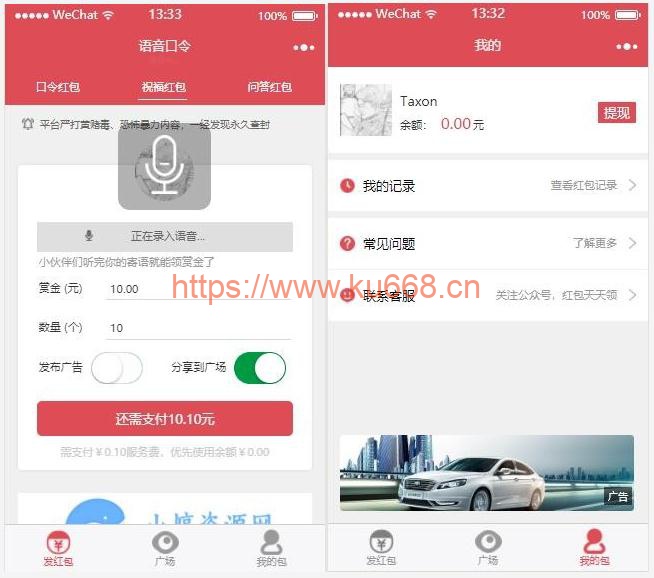 WeChat
13:33
100%
语音口令
口令红包
祝福红包
问答红包
平台严打黄赌毒、恐怖暴力内容，一经发现永久查封
正在录入语音...
小伙伴们听完你的寄语就能领赏金了
赏金 (元)
10.00
数量 (个)
10
发布广告
分享到广场
还需支付10.10元
需支付¥0.10服务费，优先使用余额¥0.00
小嫜资源网
发红包
广场
我的包
WeChat
13:32
100%
我的
Taxon
余额： 0.00元
提现
我的记录
查看红包记录
常见问题
了解更多
联系客服
关注公众号，红包天天领
广告
发红包
广场
我的包
https://www.ku668.cn